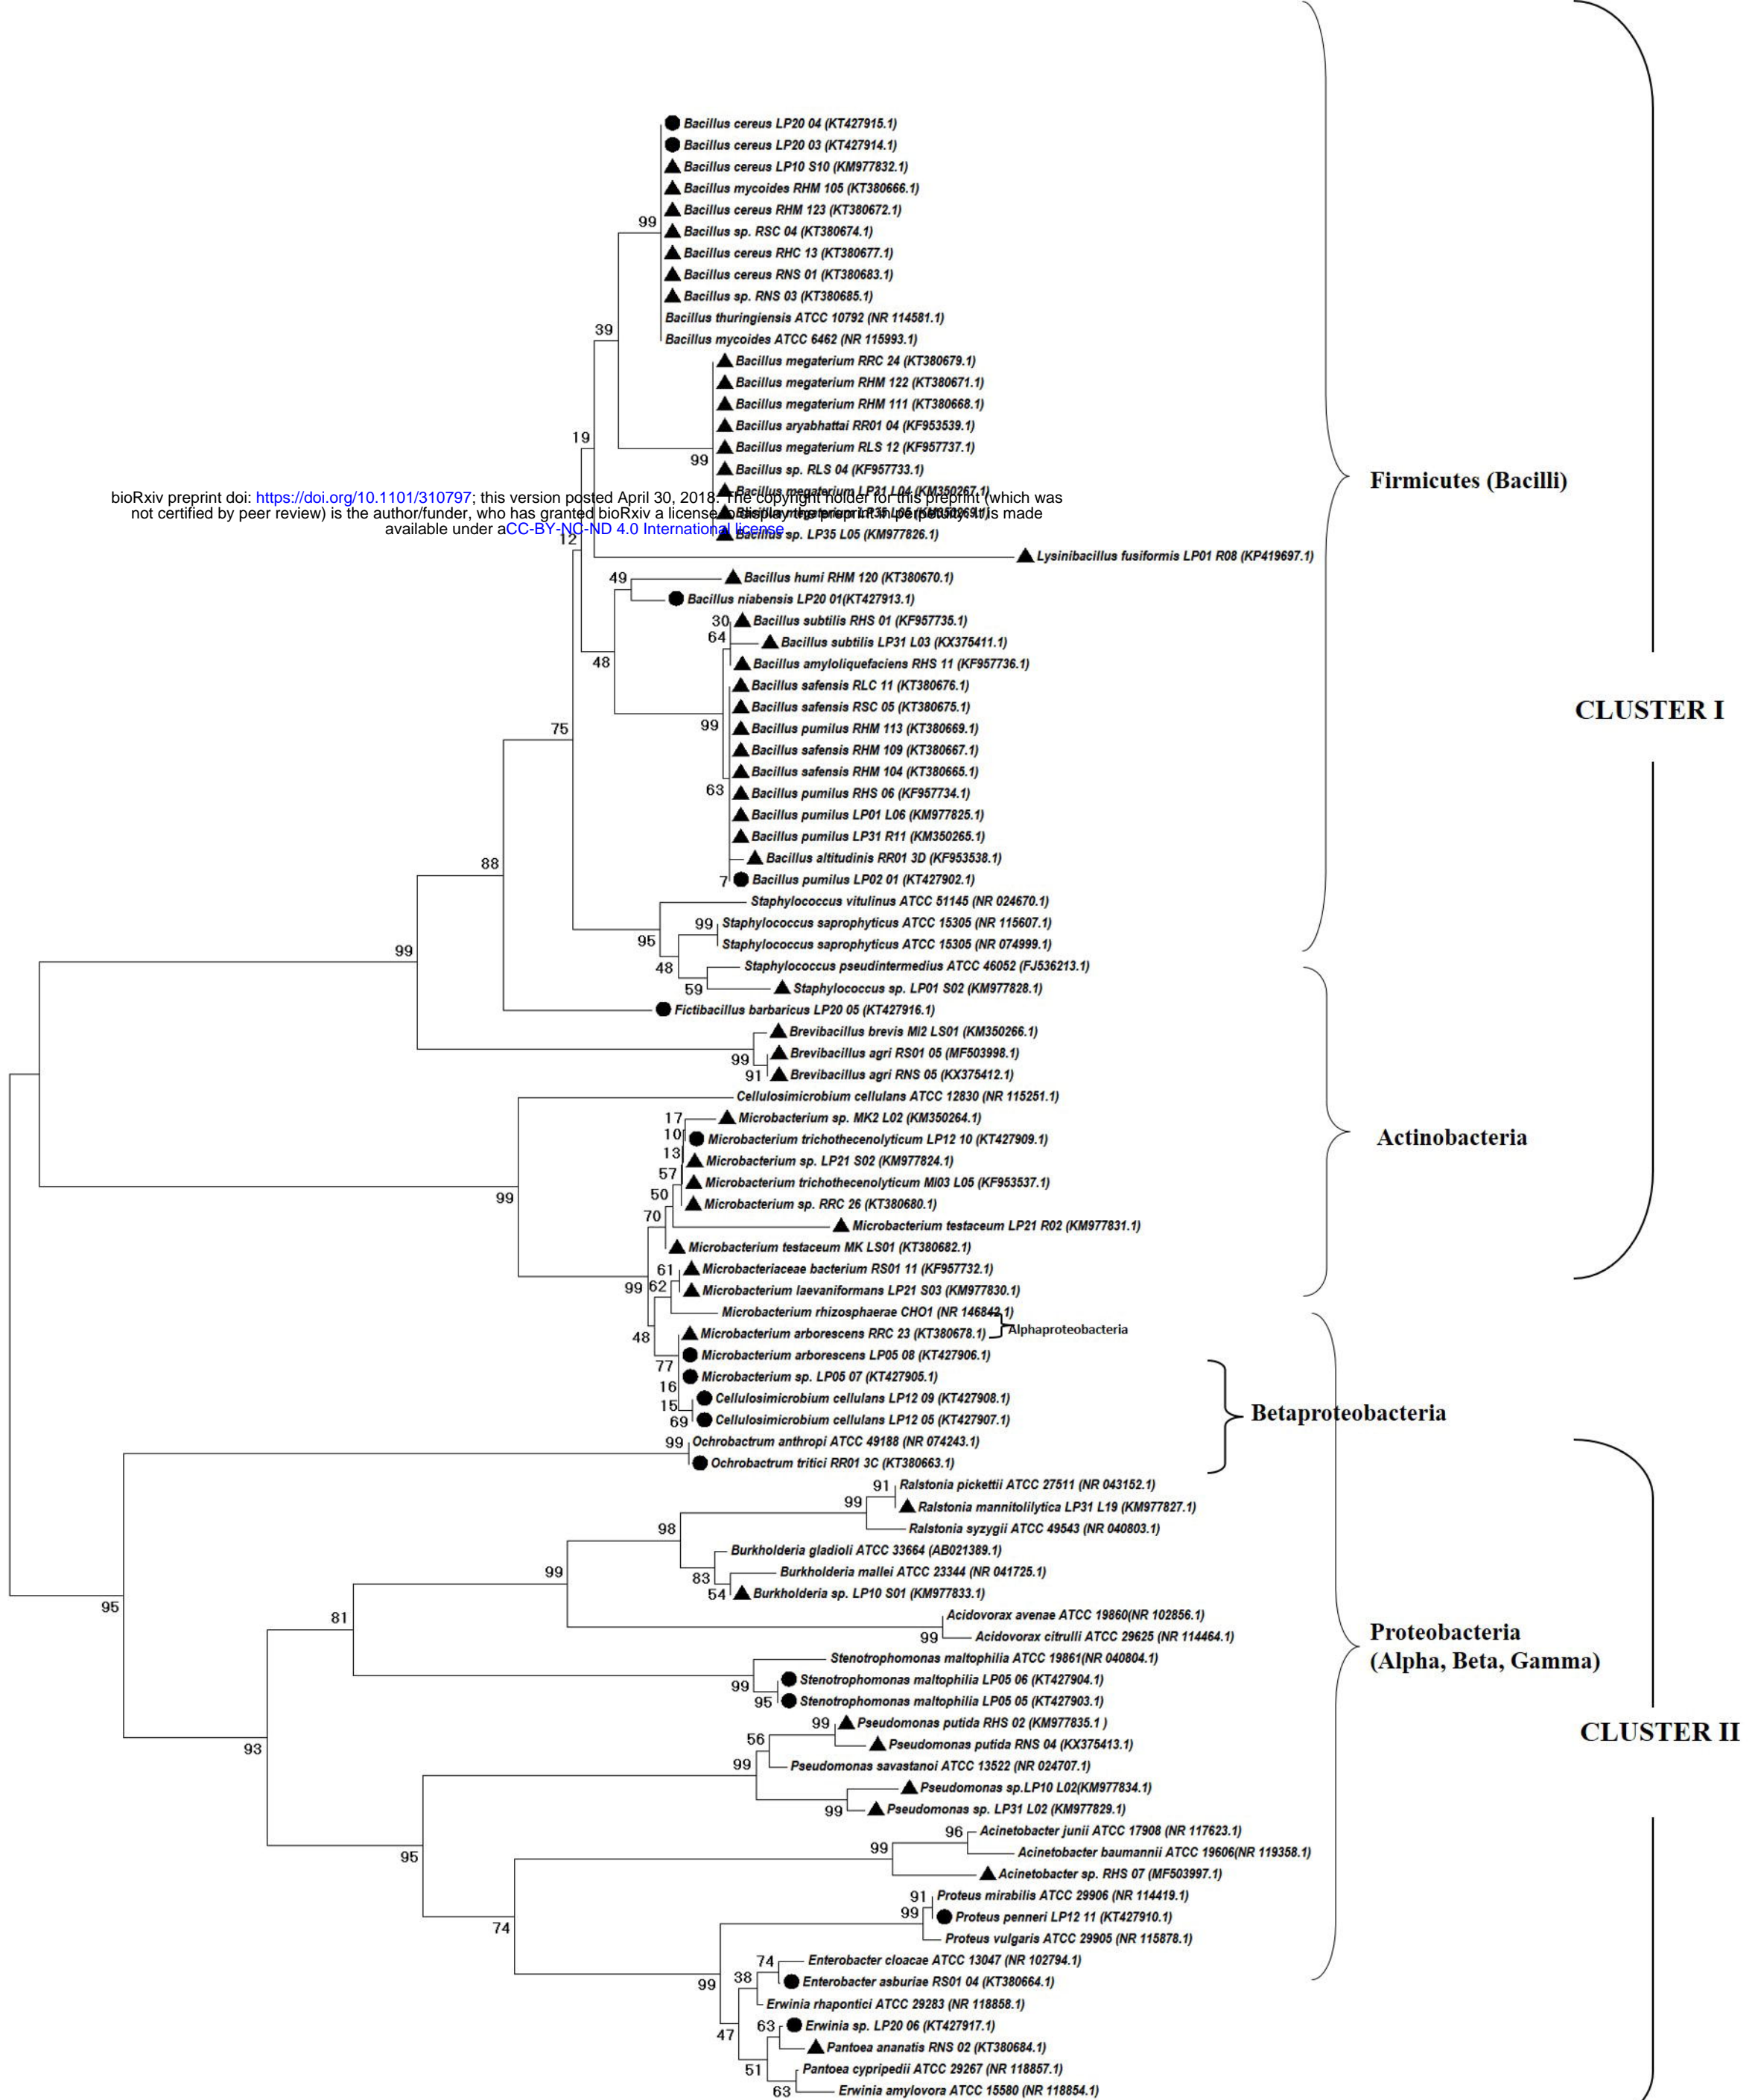 Bacillus cereus LP20 04 (KT427915.1)
Bacillus cereus LP20 03 (KT427914.1)
Bacillus cereus LP10 S10 (KM977832.1)
Bacillus mycoides RHM 105 (KT380666.1)
Bacillus cereus RHM 123 (KT380672.1)
99
Bacillus sp. RSC 04 (KT380674.1)
Bacillus cereus RHC 13 (KT380677.1)
Bacillus cereus RNS 01 (KT380683.1)
Bacillus sp. RNS 03 (KT380685.1)
Bacillus thuringiensis ATCC 10792 (NR 114581.1)
39
Bacillus mycoides ATCC 6462 (NR 115993.1)
Bacillus megaterium RRC 24 (KT380679.1)
Bacillus megaterium RHM 122 (KT380671.1)
Bacillus megaterium RHM 111 (KT380668.1)
Bacillus aryabhattai RR01 04 (KF953539.1)
19
Bacillus megaterium RLS 12 (KF957737.1)
99
Bacillus sp. RLS 04 (KF957733.1)
Firmicutes (Bacilli)
Bacillus megaterium LP31 L04 (KM350267.1)
bioRxiv preprint doi: https://doi.org/10.1101/310797; this version posted April 30, 2018. The copyright holder for this preprint (which was
not certified by peer review) is the author/funder, who has granted bioRxiv a license to display the preprint in perpetuity. It is made
Bacillus megaterium LP35 L05 (KM350269.1)
available under aCC-BY-NC-ND 4.0 International license.
Bacillus sp. LP35 L05 (KM977826.1)
12
Lysinibacillus fusiformis LP01 R08 (KP419697.1)
49
Bacillus humi RHM 120 (KT380670.1)
Bacillus niabensis LP20 01(KT427913.1)
30
Bacillus subtilis RHS 01 (KF957735.1)
64
Bacillus subtilis LP31 L03 (KX375411.1)
48
Bacillus amyloliquefaciens RHS 11 (KF957736.1)
Bacillus safensis RLC 11 (KT380676.1)
Bacillus safensis RSC 05 (KT380675.1)
CLUSTER I
75
99
Bacillus pumilus RHM 113 (KT380669.1)
Bacillus safensis RHM 109 (KT380667.1)
Bacillus safensis RHM 104 (KT380665.1)
63
Bacillus pumilus RHS 06 (KF957734.1)
Bacillus pumilus LP01 L06 (KM977825.1)
Bacillus pumilus LP31 R11 (KM350265.1)
88
Bacillus altitudinis RR01 3D (KF953538.1)
7
Bacillus pumilus LP02 01 (KT427902.1)
Staphylococcus vitulinus ATCC 51145 (NR 024670.1)
99
Staphylococcus saprophyticus ATCC 15305 (NR 115607.1)
95
Staphylococcus saprophyticus ATCC 15305 (NR 074999.1)
99
48
Staphylococcus pseudintermedius ATCC 46052 (FJ536213.1)
59
Staphylococcus sp. LP01 S02 (KM977828.1)
Fictibacillus barbaricus LP20 05 (KT427916.1)
Brevibacillus brevis MI2 LS01 (KM350266.1)
99
Brevibacillus agri RS01 05 (MF503998.1)
91
Brevibacillus agri RNS 05 (KX375412.1)
Cellulosimicrobium cellulans ATCC 12830 (NR 115251.1)
17
Microbacterium sp. MK2 L02 (KM350264.1)
10
Microbacterium trichothecenolyticum LP12 10 (KT427909.1)
Actinobacteria
13
Microbacterium sp. LP21 S02 (KM977824.1)
57
Microbacterium trichothecenolyticum MI03 L05 (KF953537.1)
99
50
Microbacterium sp. RRC 26 (KT380680.1)
70
Microbacterium testaceum LP21 R02 (KM977831.1)
Microbacterium testaceum MK LS01 (KT380682.1)
61
Microbacteriaceae bacterium RS01 11 (KF957732.1)
99
62
Microbacterium laevaniformans LP21 S03 (KM977830.1)
Microbacterium rhizosphaerae CHO1 (NR 146842.1)
48
Microbacterium arborescens RRC 23 (KT380678.1)
Alphaproteobacteria
77
Microbacterium arborescens LP05 08 (KT427906.1)
Microbacterium sp. LP05 07 (KT427905.1)
16
15
Cellulosimicrobium cellulans LP12 09 (KT427908.1)
69
Cellulosimicrobium cellulans LP12 05 (KT427907.1)
Betaproteobacteria
99
Ochrobactrum anthropi ATCC 49188 (NR 074243.1)
Ochrobactrum tritici RR01 3C (KT380663.1)
91
Ralstonia pickettii ATCC 27511 (NR 043152.1)
99
Ralstonia mannitolilytica LP31 L19 (KM977827.1)
98
Ralstonia syzygii ATCC 49543 (NR 040803.1)
Burkholderia gladioli ATCC 33664 (AB021389.1)
99
83
Burkholderia mallei ATCC 23344 (NR 041725.1)
54
Burkholderia sp. LP10 S01 (KM977833.1)
95
81
Acidovorax avenae ATCC 19860(NR 102856.1)
99
Acidovorax citrulli ATCC 29625 (NR 114464.1)
Proteobacteria
(Alpha, Beta, Gamma)
Stenotrophomonas maltophilia ATCC 19861(NR 040804.1)
99
Stenotrophomonas maltophilia LP05 06 (KT427904.1)
95
Stenotrophomonas maltophilia LP05 05 (KT427903.1)
99
Pseudomonas putida RHS 02 (KM977835.1 )
CLUSTER II
93
56
Pseudomonas putida RNS 04 (KX375413.1)
99
Pseudomonas savastanoi ATCC 13522 (NR 024707.1)
Pseudomonas sp.LP10 L02(KM977834.1)
99
Pseudomonas sp. LP31 L02 (KM977829.1)
96
Acinetobacter junii ATCC 17908 (NR 117623.1)
95
99
Acinetobacter baumannii ATCC 19606(NR 119358.1)
Acinetobacter sp. RHS 07 (MF503997.1)
91
Proteus mirabilis ATCC 29906 (NR 114419.1)
99
Proteus penneri LP12 11 (KT427910.1)
74
Proteus vulgaris ATCC 29905 (NR 115878.1)
74
Enterobacter cloacae ATCC 13047 (NR 102794.1)
99
38
Enterobacter asburiae RS01 04 (KT380664.1)
Erwinia rhapontici ATCC 29283 (NR 118858.1)
47
63
Erwinia sp. LP20 06 (KT427917.1)
Pantoea ananatis RNS 02 (KT380684.1)
51
Pantoea cypripedii ATCC 29267 (NR 118857.1)
63
Erwinia amylovora ATCC 15580 (NR 118854.1)